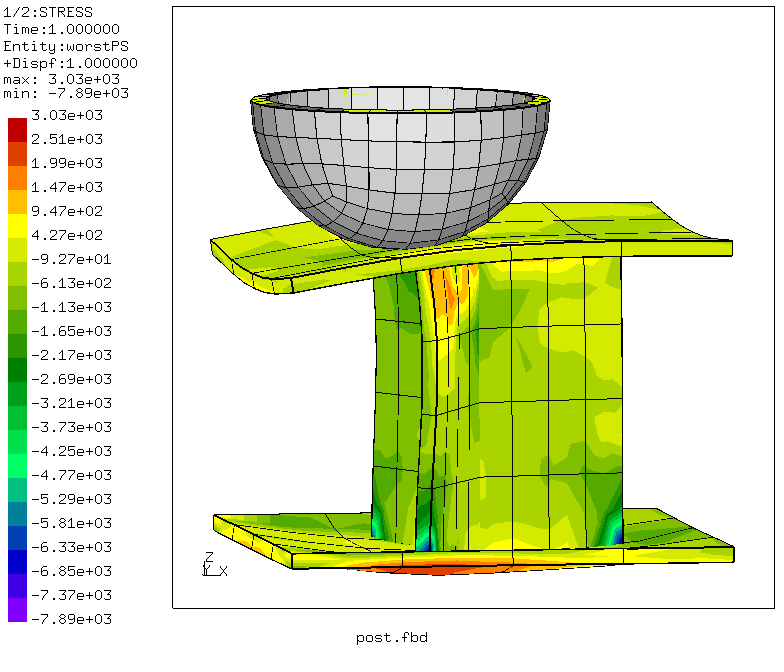 1/2:STRESS
Time:1.000000
Entity:worstPS
+Dispf:1.000000
max: 3.03e+03
min: -7.89e+03
3.03e+03
2.51e+03
1.99e+03
1.47e+03
9.47e+02
4.27e+02
-9.27e+01
-6.13e+02
-1.13e+03
-1.65e+03
-2.17e+03
-2.69e+03
-3.21e+03
-3.73e+03
-4.25e+03
-4.77e+03
-5.29e+03
-5.81e+03
-6.33e+03
-6.85e+03
-7.37e+03
-7.89e+03
Z
Y X
post.fbd